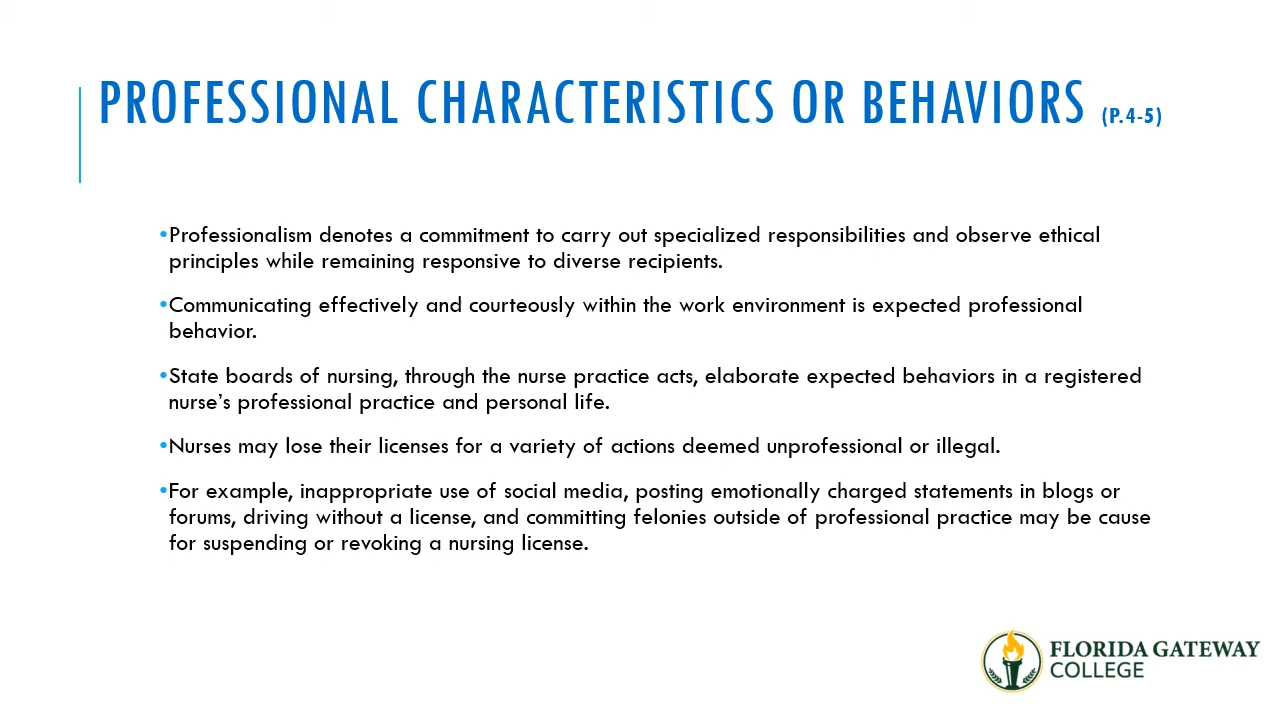 PROFESSIONAL CHARACTERISTICS OR BEHAVIORS (P.4-5)
•Professionalism denotes a commitment to carry out specialized responsibilities and observe ethical
principles while remaining responsive to diverse recipients.
•Communicating effectively and courteously within the work environment is expected professional
behavior.
•State boards of nursing, through the nurse practice acts, elaborate expected behaviors in a registered
nurse's professional practice and personal life.
•Nurses may lose their licenses for a variety of actions deemed unprofessional or illegal.
•For example, inappropriate use of social media, posting emotionally charged statements in blogs or
forums, driving without a license, and committing felonies outside of professional practice may be cause
for suspending or revoking a nursing license.
FLORIDA GATEWAY
COLLEGE